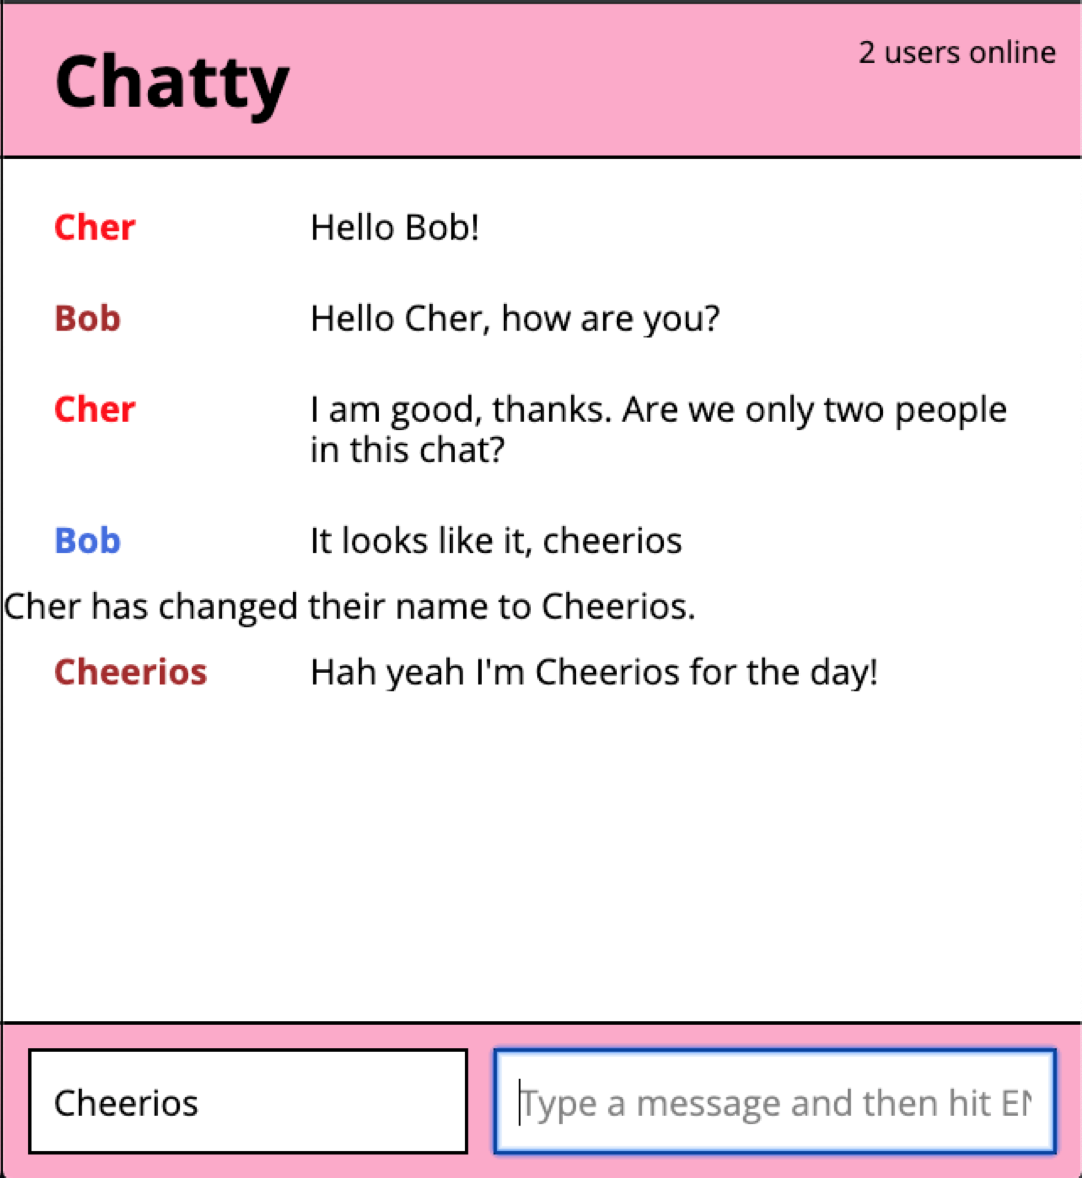 Chatty
2 users online
Cher Hello Bob!
Bob Hello Cher, how are you?
Cher I am good, thanks. Are we only two people
in this chat?
Bob It looks like it, cheerios
Cher has changed their name to Cheerios.
Cheerios Hah yeah I'm Cheerios for the day!
Cheerios
Type a message and then hit